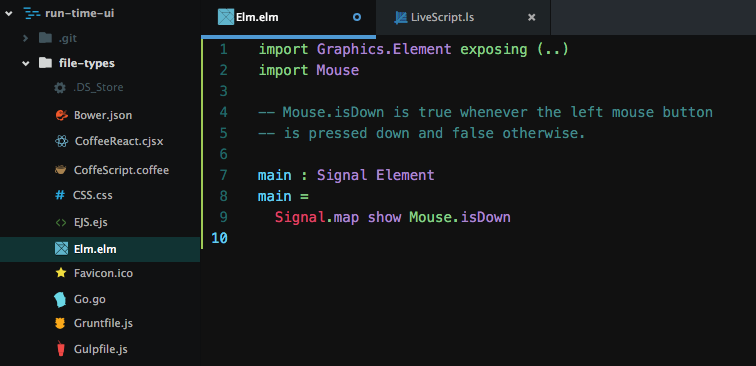 run-time-ui
.git
file-types
.DS_Store
Bower.json
CoffeeReact.cjsx
CoffeScript.coffee
CSS.css
EJS.ejs
Elm.elm
Favicon.ico
Go.go
Gruntfile.js
Gulpfile.js
Elm.elm
LiveScript.ls
1 import Graphics.Element exposing (..)
2 import Mouse
3
4 -- Mouse.isDown is true whenever the left mouse button
5 -- is pressed down and false otherwise.
6
7 main : Signal Element
8 main =
9 Signal.map show Mouse.isDown
10